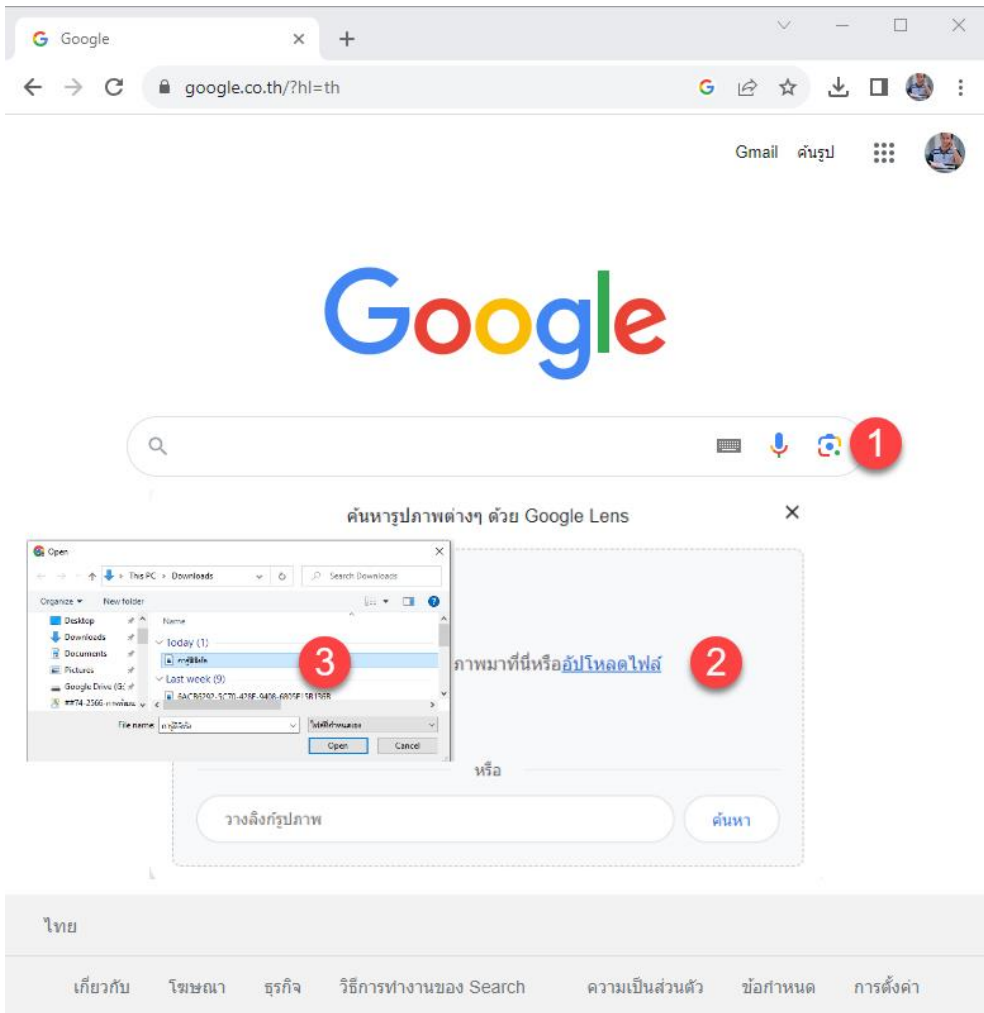 Google
google.co.th/?hl=th
Gmail ค้นรูป
Google
1
ค้นหารูปภาพต่างๆ ด้วย Google Lens
Open
This PC > Downloads
Search Downloads
Organize New folder
Desktop
Downloads
Documents
Pictures
Google Drive (G:
Name
Today (1)
Last week (9)
3
File name:
Open Cancel
ภาพมาที่นี่หรืออัปโหลดไฟล์
2
หรือ
วางลิงก์รูปภาพ
ค้นหา
ไทย
เกี่ยวกับ โฆษณา ธุรกิจ วิธีการทำงานของ Search ความเป็นส่วนตัว ข้อกำหนด การตั้งค่า